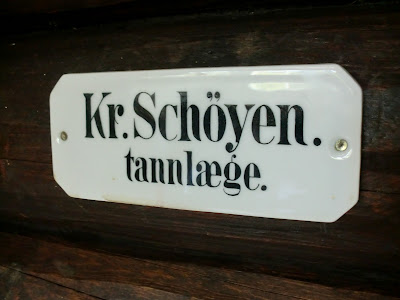 Kr. Schöyen.
tannlæge.